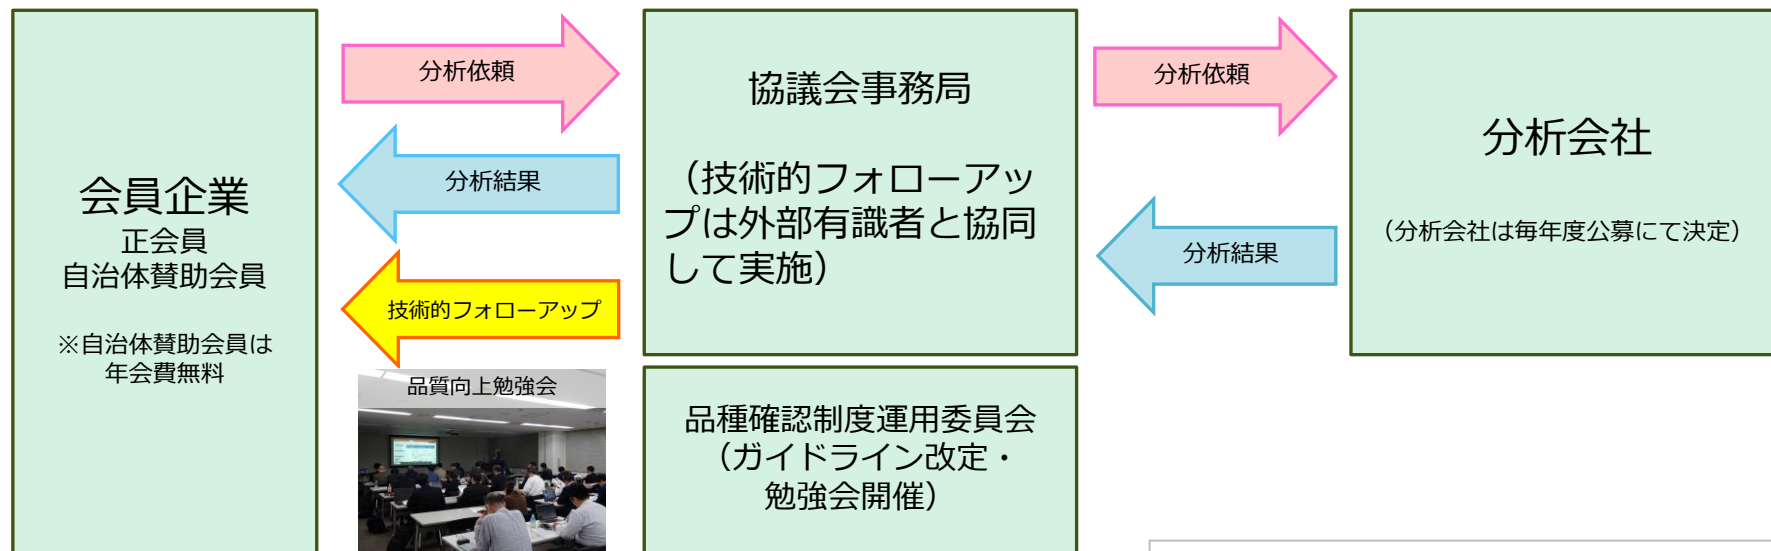 会員企業
正会員
自治体賛助会員
※自治体賛助会員は
年会費無料
分析依頼
分析結果
技術的フォローアップ
品質向上勉強会
協議会事務局
（技術的フォローアッ
プは外部有識者と協同
して実施）
品種確認制度運用委員会
（ガイドライン改定・
勉強会開催）
分析依頼
分析結果
分析会社
（分析会社は毎年度公募にて決定）